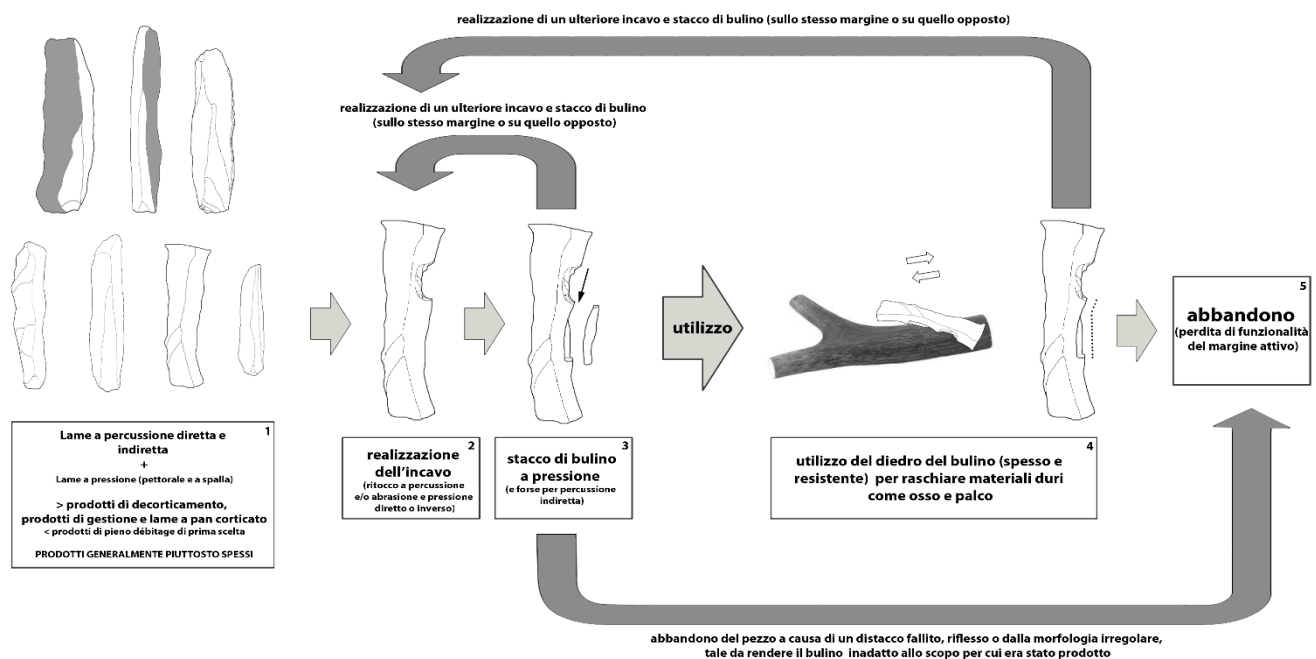 realizzazione di un ulteriore incavo e stacco di bulino (sullo stesso margine o su quello opposto)
realizzazione di un ulteriore incavo e stacco di bulino
(sullo stesso margine o su quello opposto)
utilizzo
5
abbandono
(perdita di funzionalità
del margine attivo)
1
Lame a percussione diretta e
indiretta
+
Lame a pressione (pettorale e a spalla)
> prodotti di decorticamento,
prodotti di gestione e lame a pan corticato
< prodotti di pieno débitage di prima scelta
PRODOTTI GENERALMENTE PIUTTOSTO SPESSI
2
realizzazione
dell'incavo
(ritocco a percussione
e/o abrasione e pressione
diretto o inverso)
3
stacco di bulino
a pressione
(e forse per percussione
indiretta)
4
utilizzo del diedro del bulino (spesso e
resistente) per raschiare materiali duri
come osso e palco
abbandono del pezzo a causa di un distacco fallito, riflesso o dalla morfologia irregolare,
tale da rendere il bulino inadatto allo scopo per cui era stato prodotto